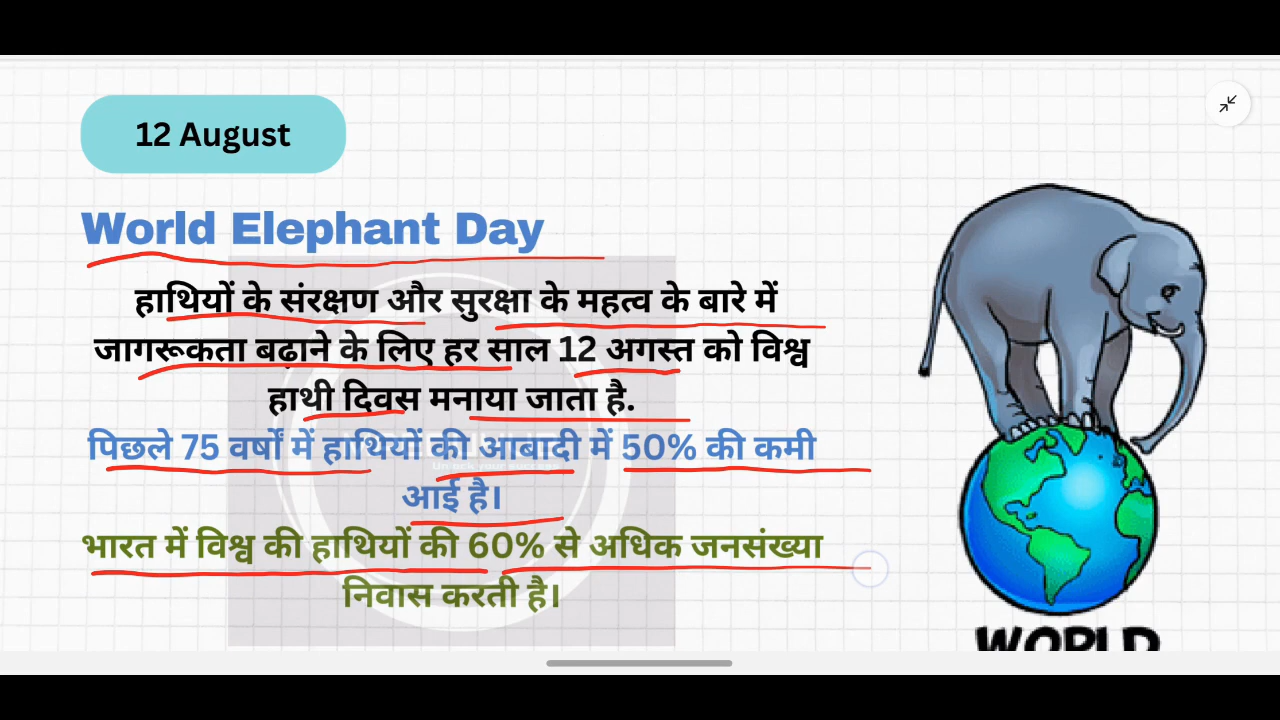 12 August
World Elephant Day
हाथियों के संरक्षण और सुरक्षा के महत्व के बारे में
जागरूकता बढ़ाने के लिए हर साल 12 अगस्त को विश्व
हाथी दिवस मनाया जाता है.
पिछले 75 वर्षों में हाथियों की आबादी में 50% की कमी
आई है।
भारत में विश्व की हाथियों की 60% से अधिक जनसंख्या
निवास करती है।
WORLD